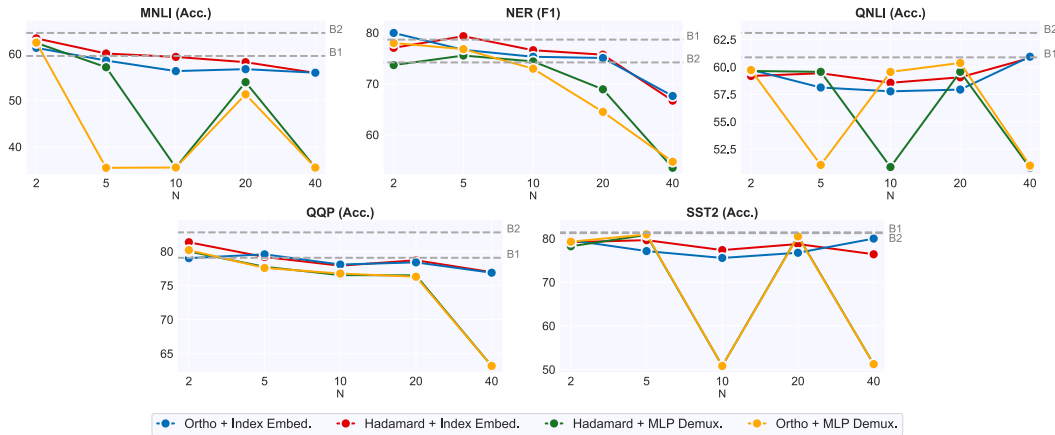 MNLI (Acc.)
60
50
40
B2
B1
2 5 10 20 40
N
NER (F1)
80
70
60
B1
B2
2 5 10 20 40
N
QNLI (Acc.)
62,5
60,0
57,5
55,0
52,5
B2
B1
2 5 10 20 40
N
QQP (Acc.)
80
75
70
65
B2
B1
2 5 10 20 40
N
SST2 (Acc.)
80
70
60
50
B1
B2
2 5 10 20 40
N
Ortho + Index Embed. Hadamard + Index Embed. Hadamard + MLP Demux. Ortho + MLP Demux.